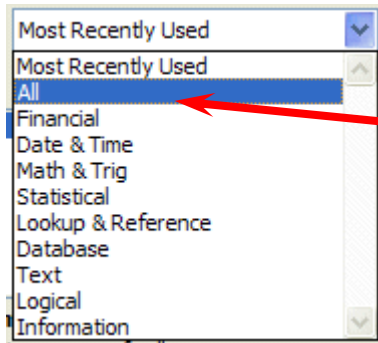 Most Recently Used
Most Recently Used
All
Financial
Date & Time
Math & Trig
Statistical
Lookup & Reference
Database
Text
Logical
Information